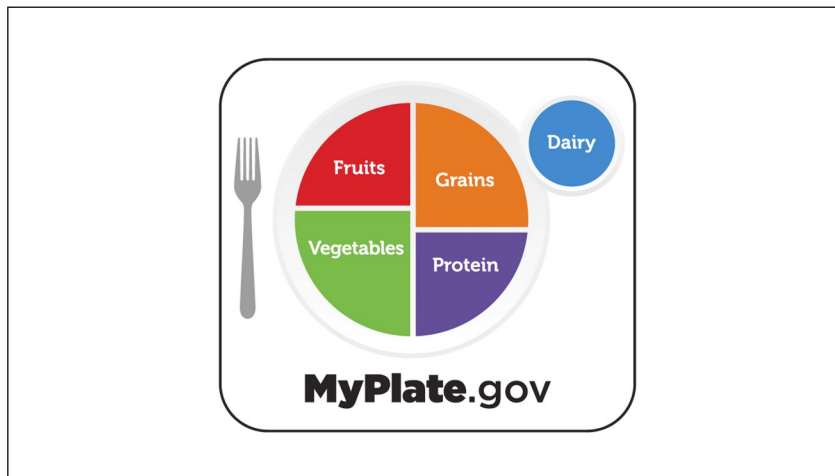 Fruits
Grains
Dairy
Vegetables
Protein
MyPlate.gov